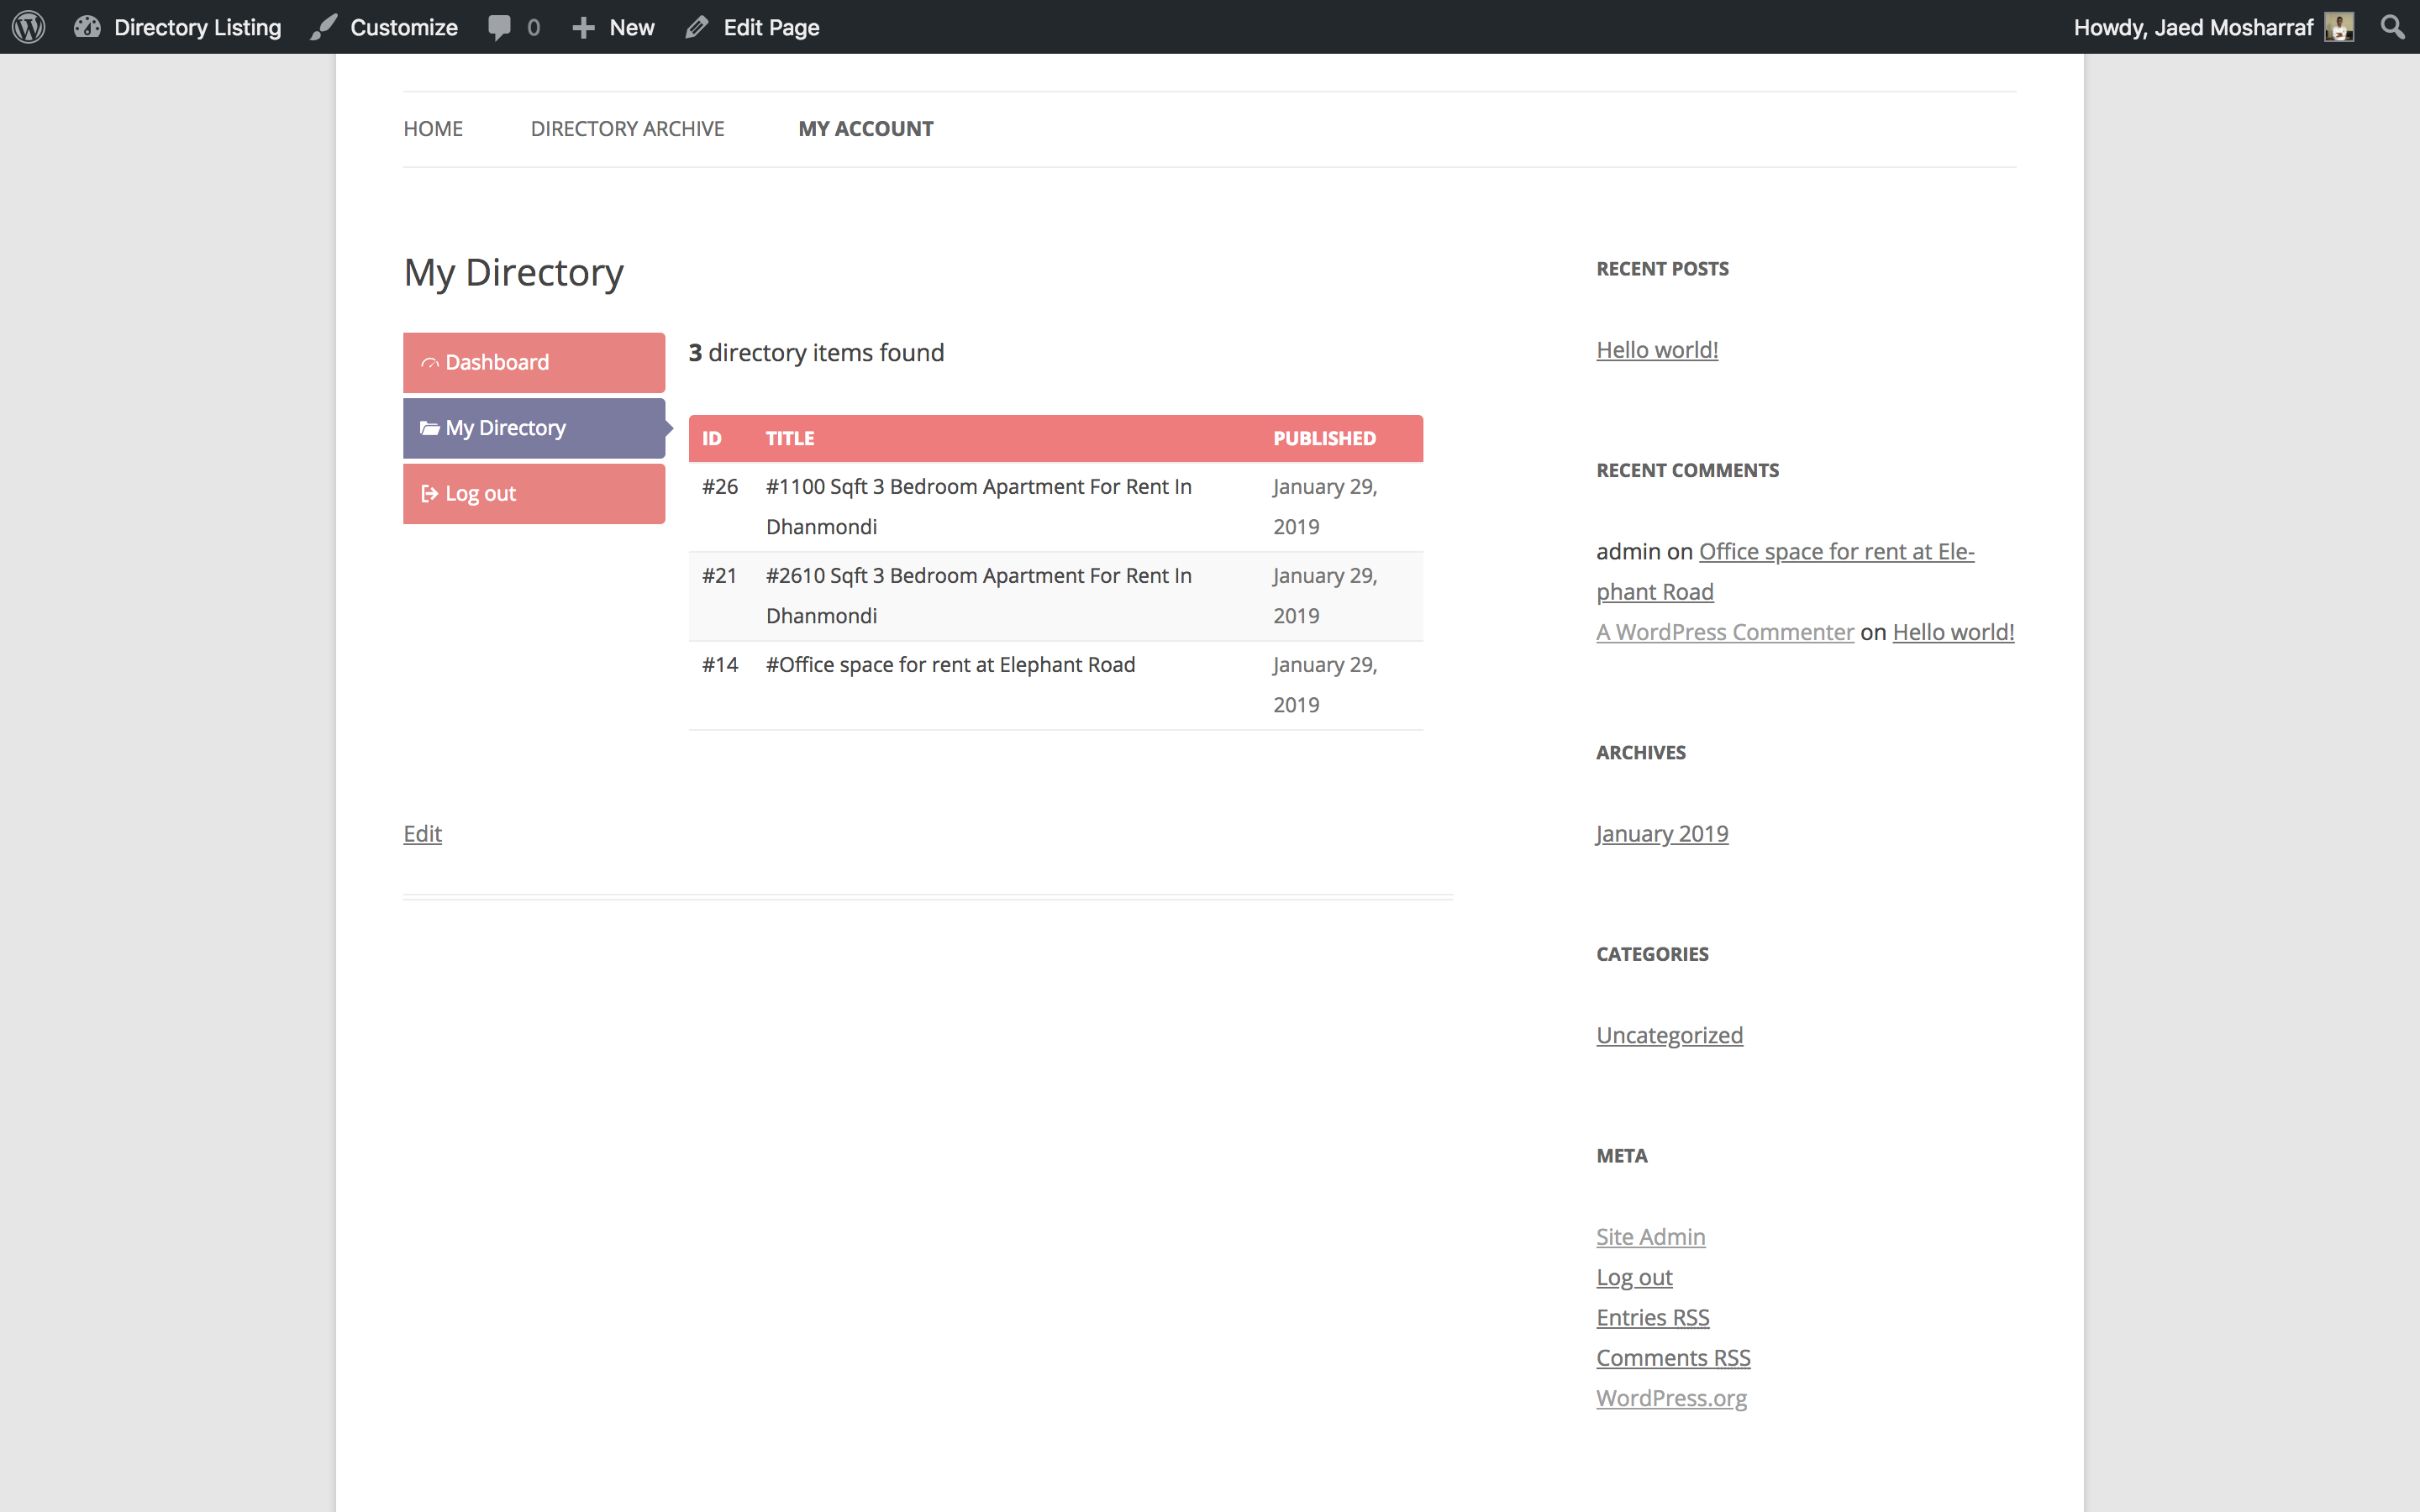 Directory Listing Customize 0 New Edit Page Howdy, Jaed Mosharraf
HOME DIRECTORY ARCHIVE MY ACCOUNT
My Directory
Dashboard
My Directory
Log out
3 directory items found
ID TITLE PUBLISHED
#26 #1100 Sqft 3 Bedroom Apartment For Rent In January 29,
Dhanmondi 2019
#21 #2610 Sqft 3 Bedroom Apartment For Rent In January 29,
Dhanmondi 2019
#14 #Office space for rent at Elephant Road January 29,
2019
Edit
RECENT POSTS
Hello world!
RECENT COMMENTS
admin on Office space for rent at Ele-
phant Road
A WordPress Commenter on Hello world!
ARCHIVES
January 2019
CATEGORIES
Uncategorized
META
Site Admin
Log out
Entries RSS
Comments RSS
WordPress.org